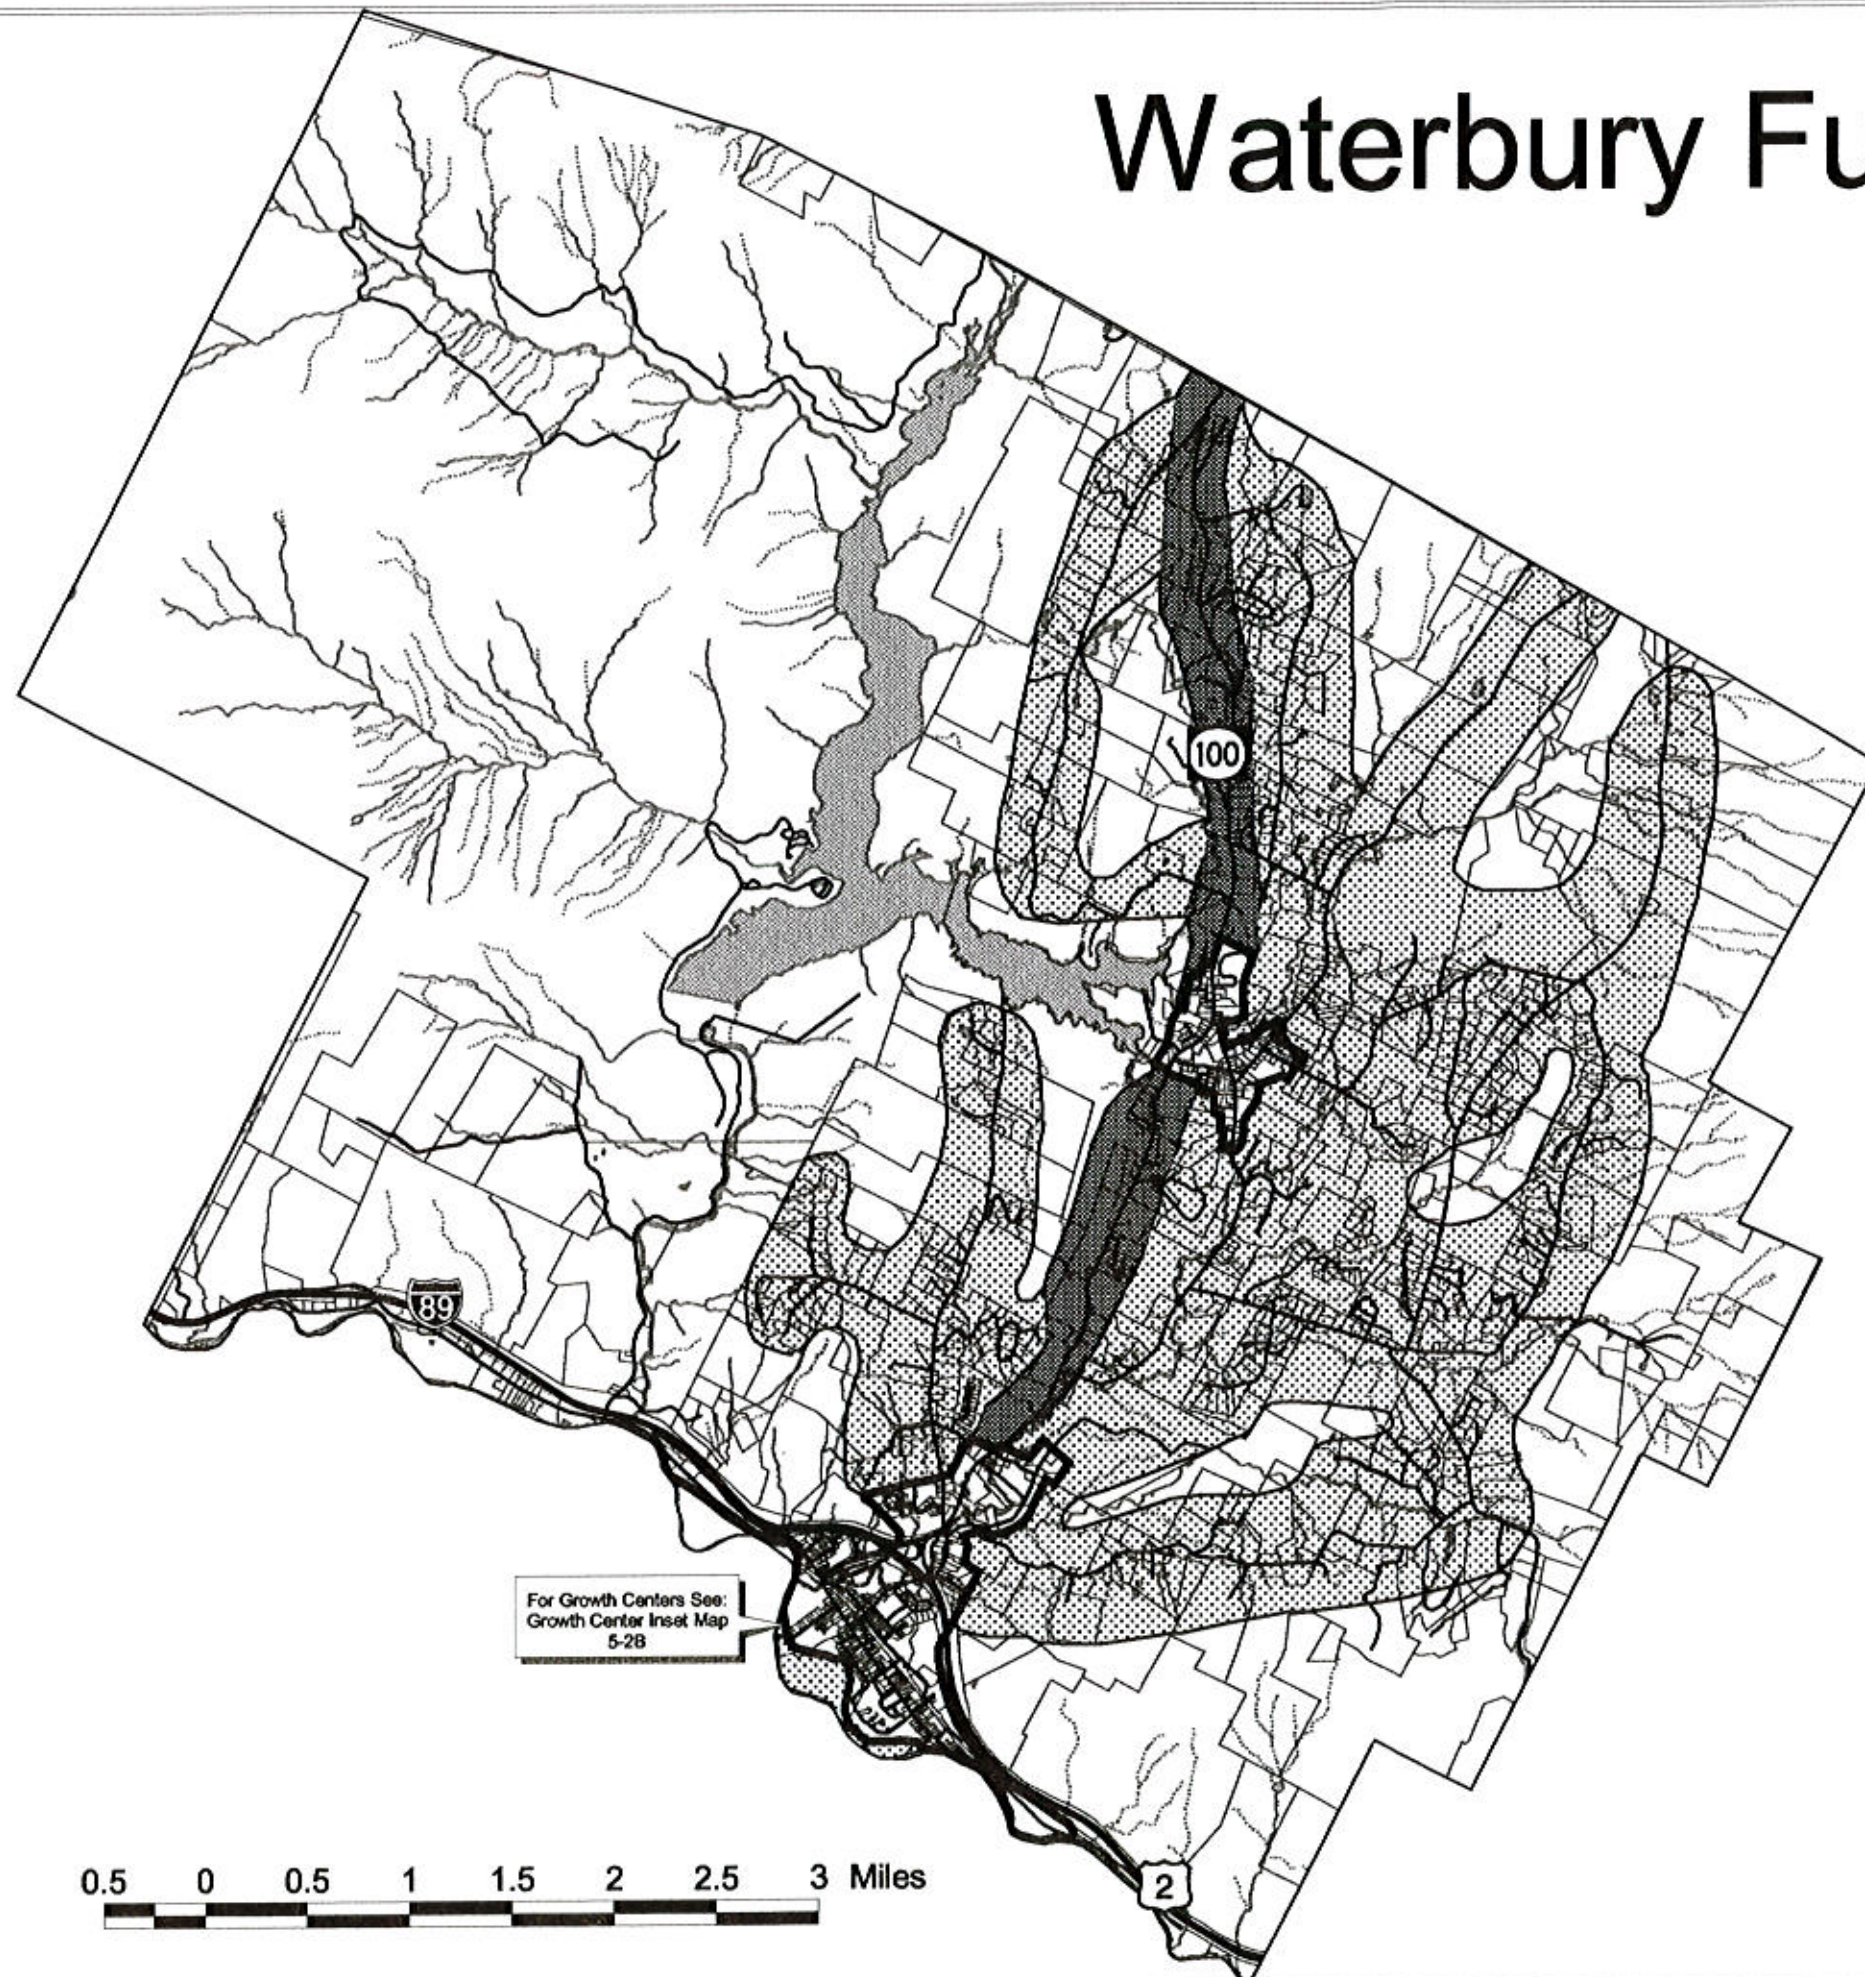 Waterbury Fu
100
89
For Growth Centers See:
Growth Center Inset Map
5-2B
2
0.5 0 0.5 1 1.5 2 2.5 3 Miles